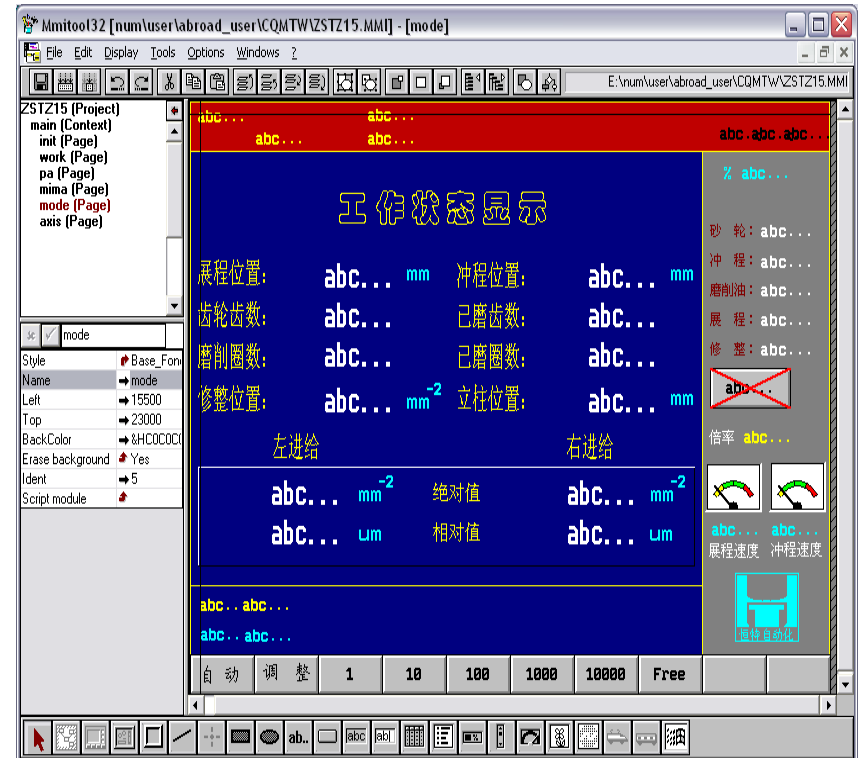 Mmitool32 [num\user\abroad_user\CQMTW\ZSTZ15.MMI] - [mode]
File Edit Display Tools Options Windows ?
E:\num\user\abroad_user\CQMTW\ZSTZ15.MMI
ZSTZ15 (Project)
main (Context)
init (Page)
work (Page)
pa (Page)
mima (Page)
mode (Page)
axis (Page)
mode
Style Base_Fon
Name mode
Left 15500
Top 23000
BackColor &HC0C0C(
Erase background Yes
Ident 5
Script module
abc... abc...
abc... abc...
abc.abc.abc...
工作状态显示
展程位置: abc... mm 冲程位置: abc... mm
齿轮齿数: abc... 已磨齿数: abc...
磨削圈数: abc... 已磨圈数: abc...
修整位置: abc... mm-2 立柱位置: abc... mm
左进给 右进给
abc... mm-2 绝对值 abc... mm-2
abc... um 相对值 abc... um
abc..abc...
abc..abc...
% abc...
砂 轮: abc...
冲 程: abc...
磨削油: abc...
展 程: abc...
修 整: abc...
abc...
倍率 abc...
abc... abc...
展程速度 冲程速度
恒特自动化
自 动 调 整 1 10 100 1000 10000 Free
ab.. abc ab